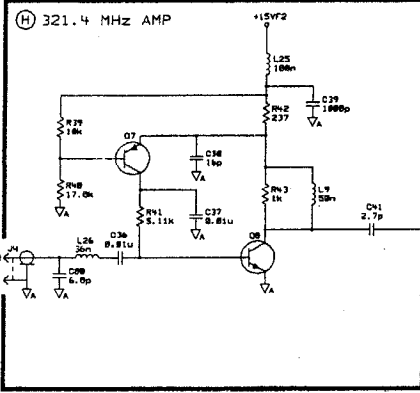 H 321.4 MHz AMP
+15VF2
L25
100n
C39
1000p
A
R39
10k
R42
237
Q7
C38
16p
A
R40
17.8k
A
R41
5.11k
C37
0.01u
A
R43
1k
L9
50n
C41
2.7p
J4
L26
36n
C36
0.01u
Q8
C80
6.8p
A
A
A